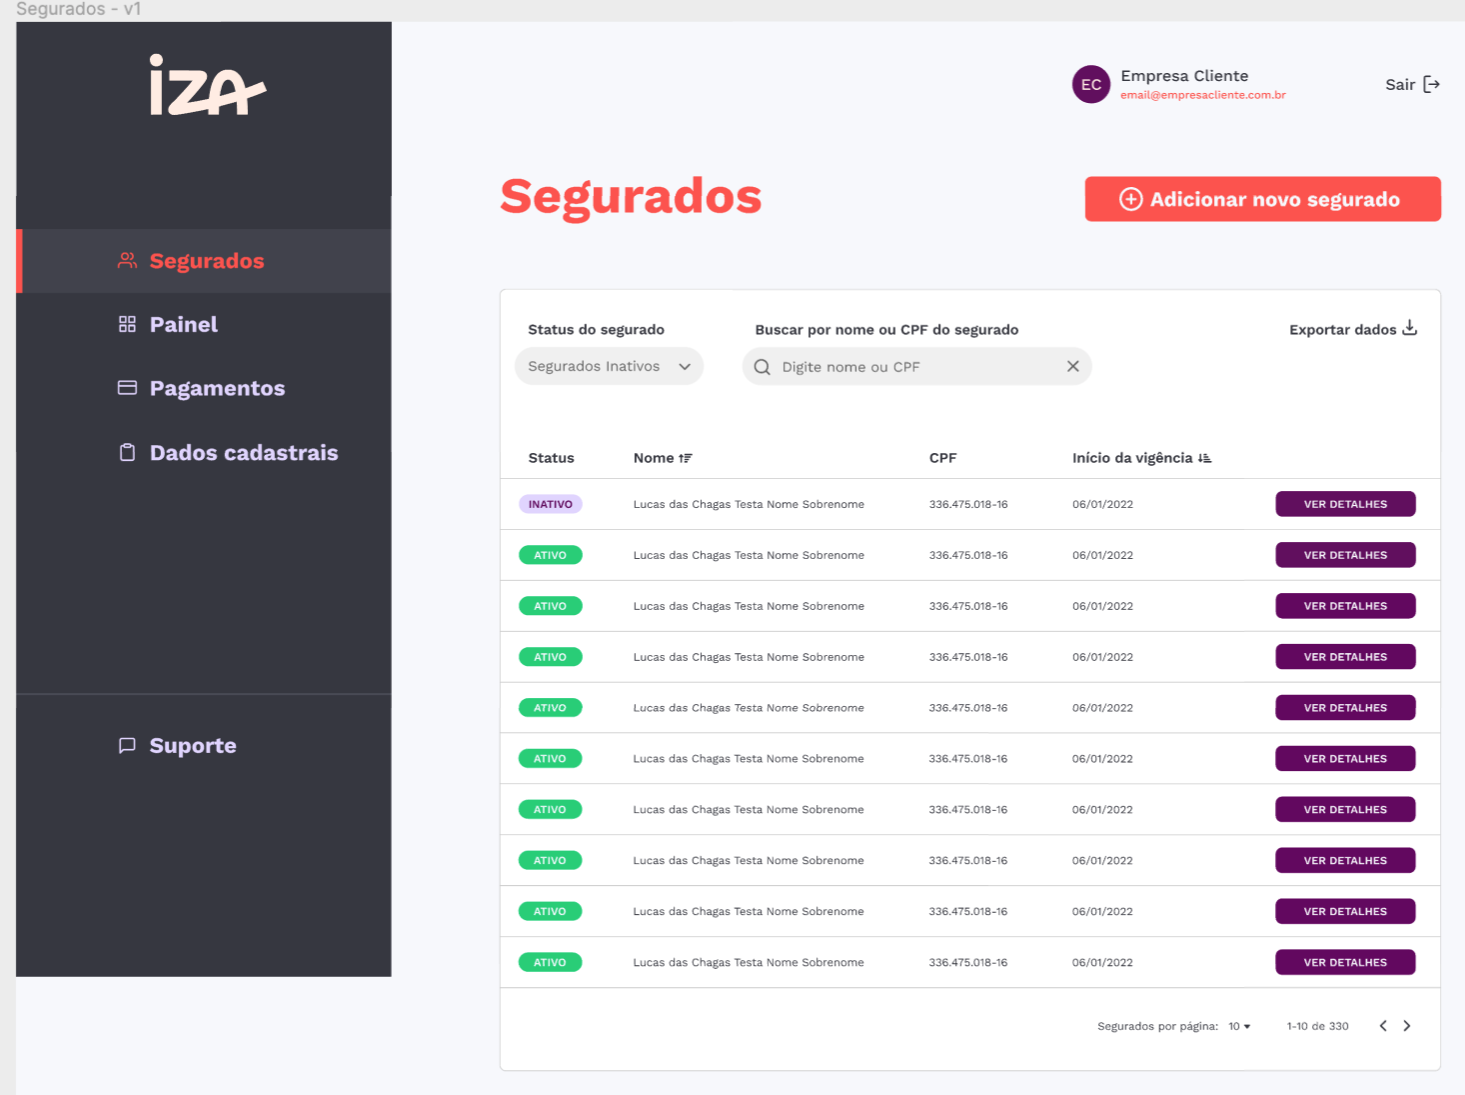 Segurados - v1
iza
EC
Empresa Cliente
email@empresacliente.com.br
Sair
Segurados
Painel
Pagamentos
Dados cadastrais
Suporte
Segurados
Adicionar novo segurado
Status do segurado
Buscar por nome ou CPF do segurado
Exportar dados
Segurados Inativos
Digite nome ou CPF
Status Nome CPF Início da vigência
INATIVO Lucas das Chagas Testa Nome Sobrenome 336.475.018-16 06/01/2022 VER DETALHES
ATIVO Lucas das Chagas Testa Nome Sobrenome 336.475.018-16 06/01/2022 VER DETALHES
ATIVO Lucas das Chagas Testa Nome Sobrenome 336.475.018-16 06/01/2022 VER DETALHES
ATIVO Lucas das Chagas Testa Nome Sobrenome 336.475.018-16 06/01/2022 VER DETALHES
ATIVO Lucas das Chagas Testa Nome Sobrenome 336.475.018-16 06/01/2022 VER DETALHES
ATIVO Lucas das Chagas Testa Nome Sobrenome 336.475.018-16 06/01/2022 VER DETALHES
ATIVO Lucas das Chagas Testa Nome Sobrenome 336.475.018-16 06/01/2022 VER DETALHES
ATIVO Lucas das Chagas Testa Nome Sobrenome 336.475.018-16 06/01/2022 VER DETALHES
ATIVO Lucas das Chagas Testa Nome Sobrenome 336.475.018-16 06/01/2022 VER DETALHES
ATIVO Lucas das Chagas Testa Nome Sobrenome 336.475.018-16 06/01/2022 VER DETALHES
Segurados por página: 10 1-10 de 330